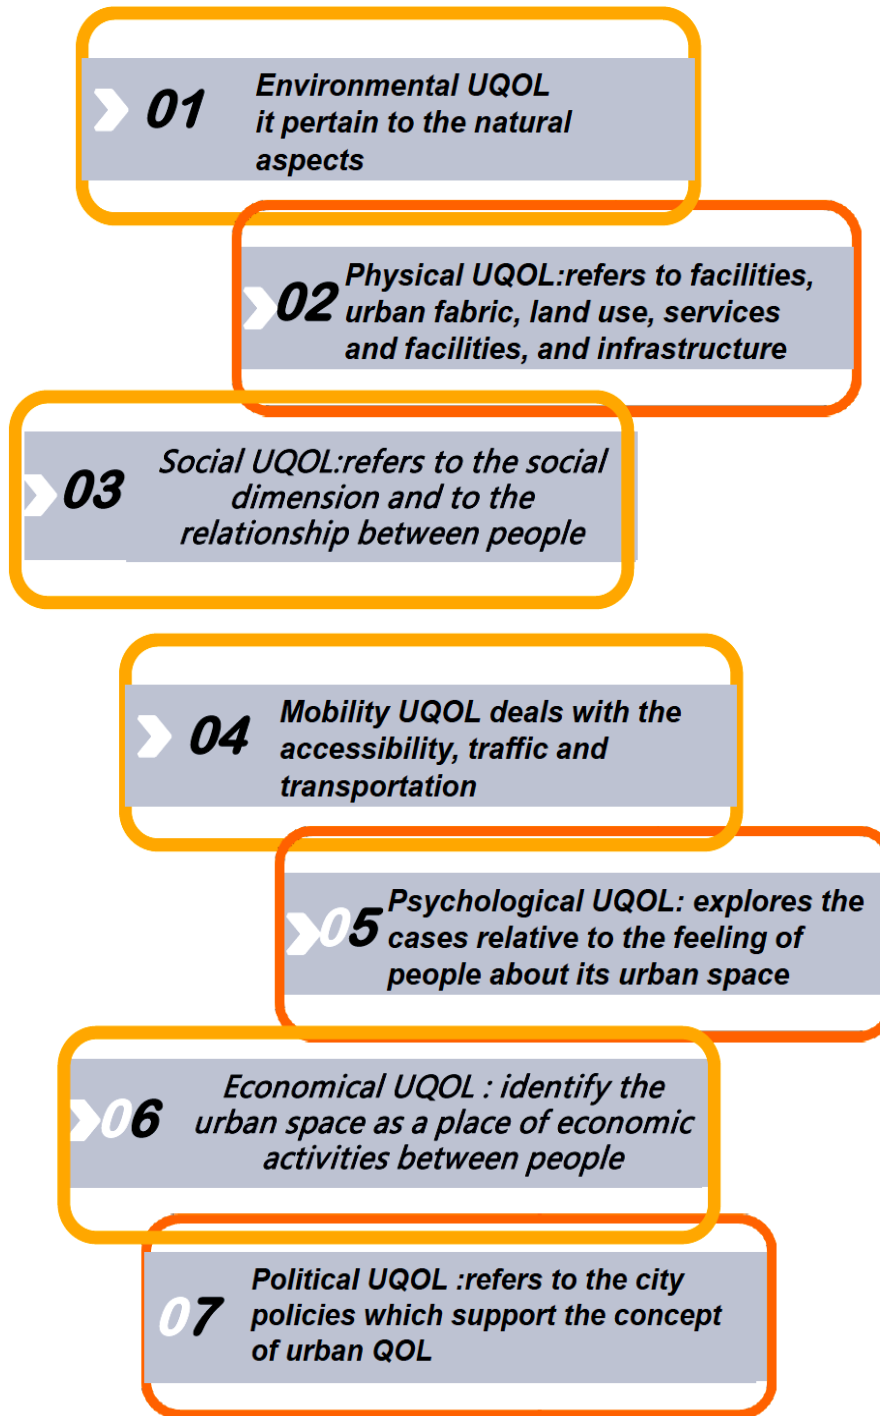 01
Environmental UQOL
it pertain to the natural
aspects
02
Physical UQOL:refers to facilities,
urban fabric, land use, services
and facilities, and infrastructure
03
Social UQOL:refers to the social
dimension and to the
relationship between people
04
Mobility UQOL deals with the
accessibility, traffic and
transportation
05
Psychological UQOL: explores the
cases relative to the feeling of
people about its urban space
06
Economical UQOL : identify the
urban space as a place of economic
activities between people
07
Political UQOL :refers to the city
policies which support the concept
of urban QOL